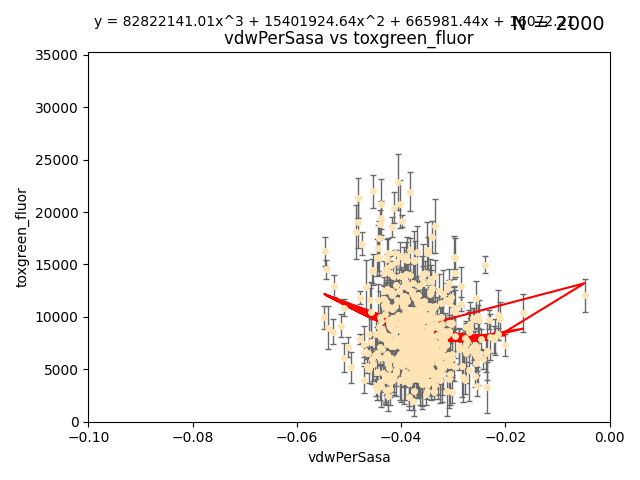 y = 82822141.01x^3 + 15401924.64x^2 + 665981.44x +
N = 2000
vdwPerSasa vs toxgreen_fluor
35000
30000
25000
20000
15000
10000
5000
0
toxgreen_fluor
−0.10 −0.08 −0.06 −0.04 −0.02 0.00
vdwPerSasa